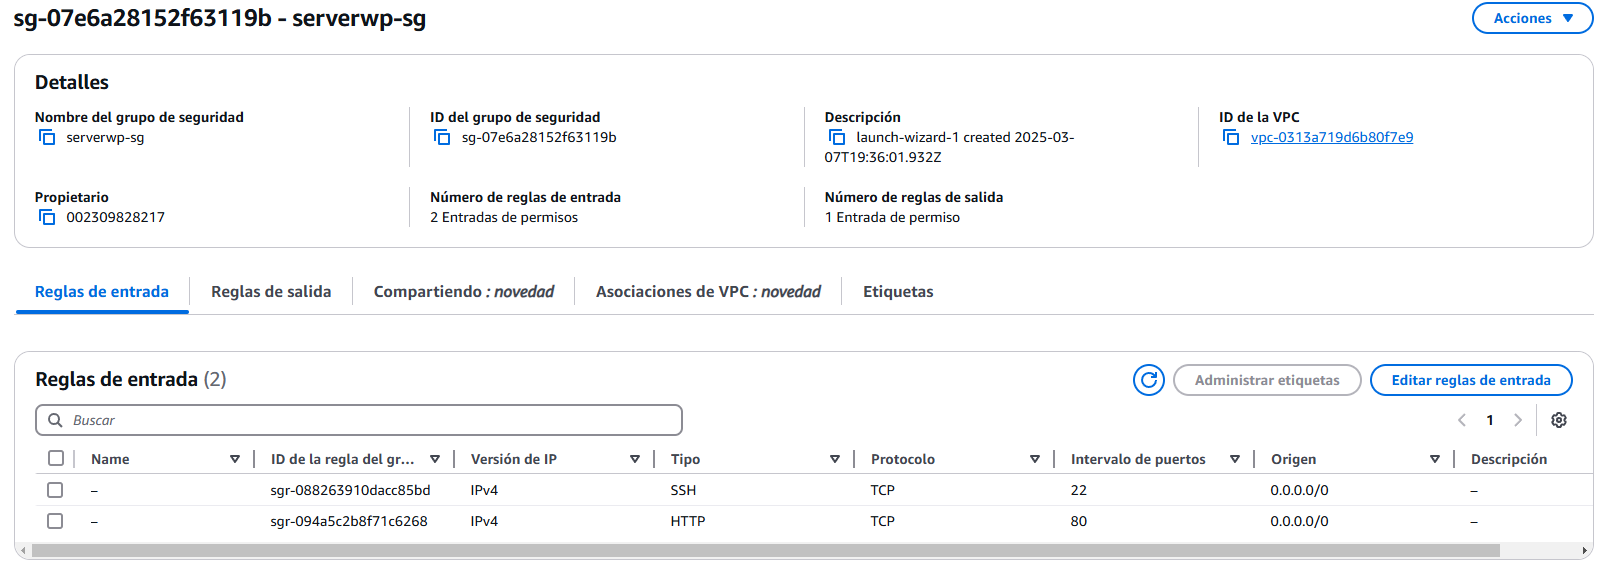 sg-07e6a28152f63119b - serverwp-sg
Acciones
Detalles
Nombre del grupo de seguridad
serverwp-sg
ID del grupo de seguridad
sg-07e6a28152f63119b
Descripción
launch-wizard-1 created 2025-03-
07T19:36:01.932Z
ID de la VPC
vpc-0313a719d6b80f7e9
Propietario
002309828217
Número de reglas de entrada
2 Entradas de permisos
Número de reglas de salida
1 Entrada de permiso
Reglas de entrada
Reglas de salida
Compartiendo : novedad
Asociaciones de VPC : novedad
Etiquetas
Reglas de entrada (2)
Administrar etiquetas
Editar reglas de entrada
Buscar
1
Name ID de la regla del gr... Versión de IP Tipo Protocolo Intervalo de puertos Origen Descripción
– sgr-088263910dacc85bd IPv4 SSH TCP 22 0.0.0.0/0 –
– sgr-094a5c2b8f71c6268 IPv4 HTTP TCP 80 0.0.0.0/0 –